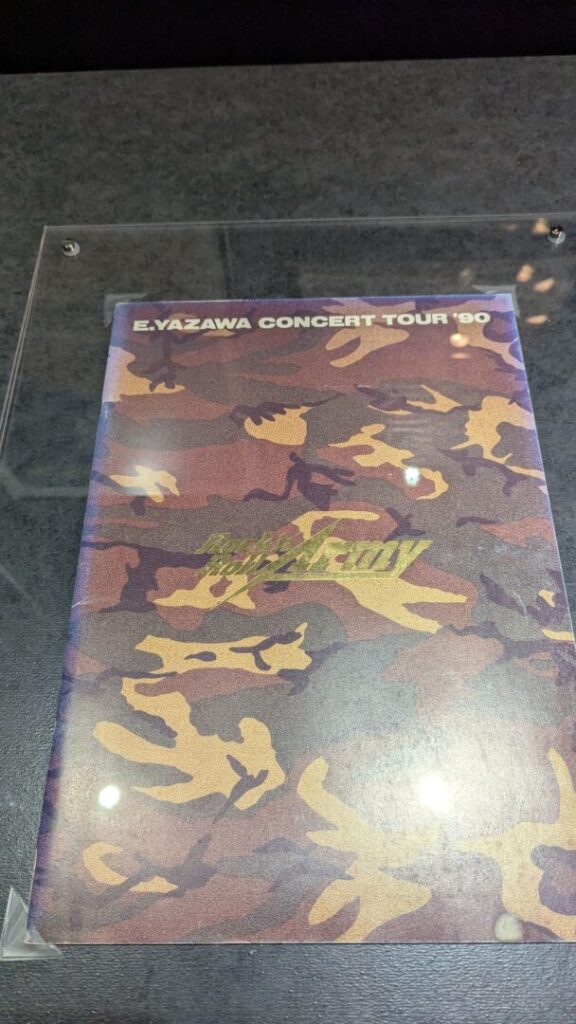 E.YAZAWA CONCERT TOUR '90
Rock'n Army
Roll